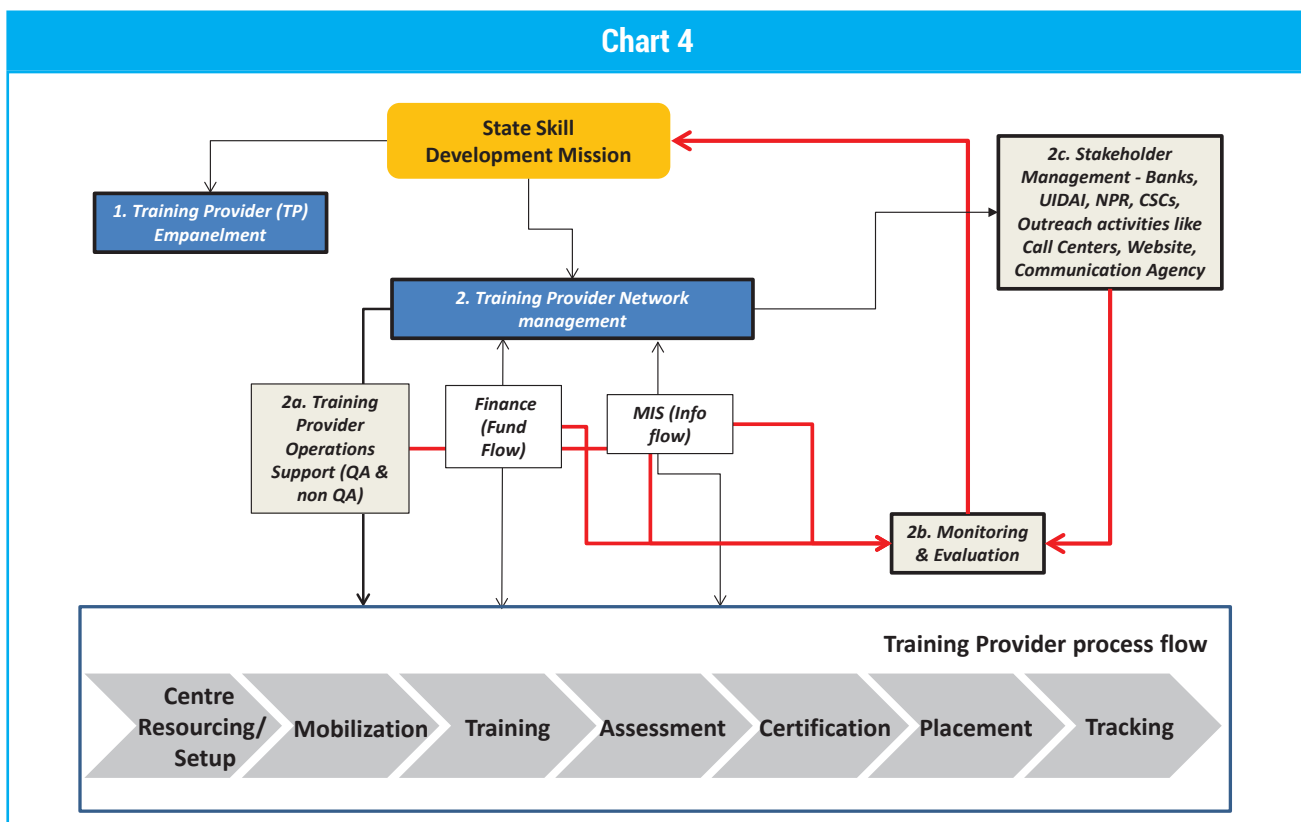 Chart 4
State Skill
Development Mission
1. Training Provider (TP)
Empanelment
2c. Stakeholder
Management - Banks,
UIDAI, NPR, CSCs,
Outreach activities like
Call Centers, Website,
Communication Agency
2. Training Provider Network
management
2a. Training
Provider
Operations
Support (QA &
non QA)
Finance
(Fund
Flow)
MIS (Info
flow)
2b. Monitoring
& Evaluation
Training Provider process flow
Centre
Resourcing/
Setup
Mobilization
Training
Assessment
Certification
Placement
Tracking